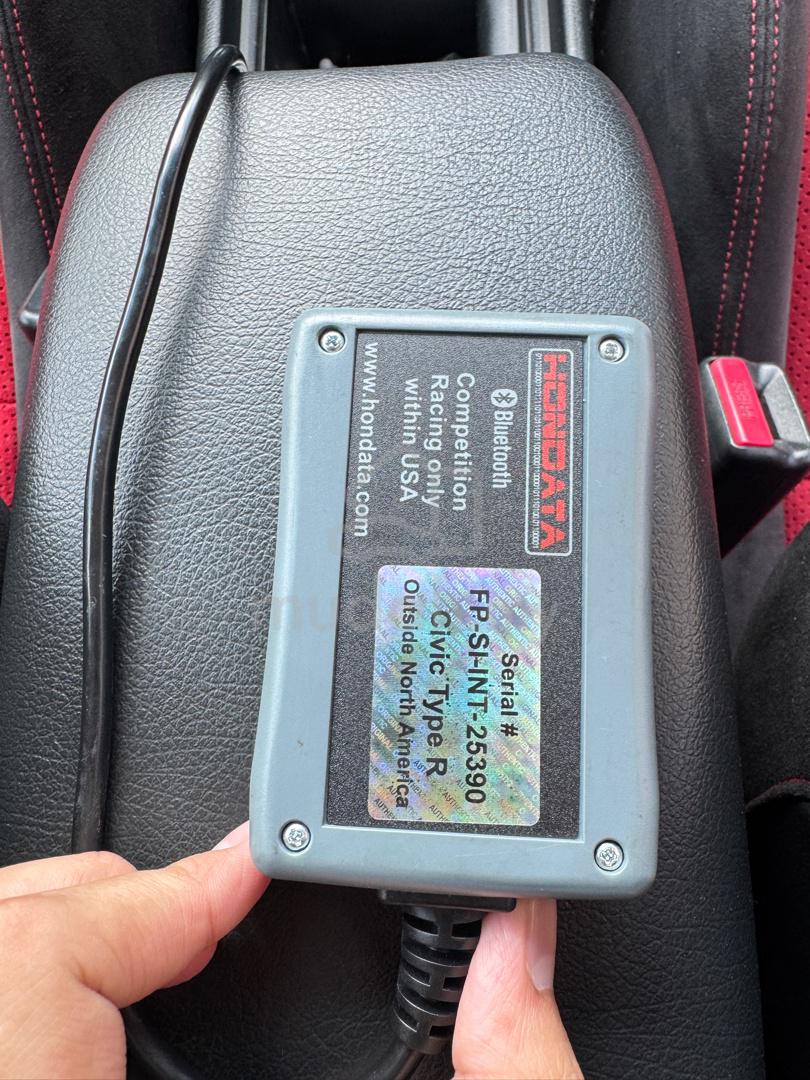 HONDATA
Bluetooth
Competition
Racing only
within USA
www.hondata.com
Serial #
FP-SI-INT-25390
Civic Type R
Outside North America
PRESS